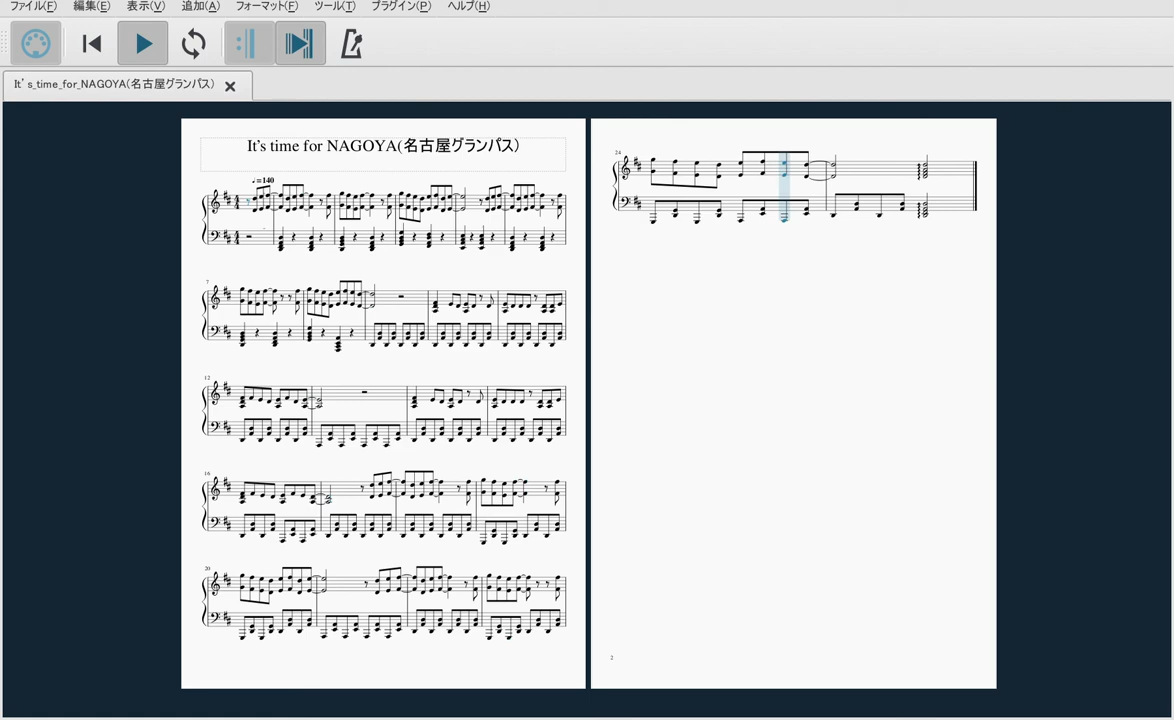 ファイル(F) 編集(E) 表示(V) 追加(A) フォーマット(F) ツール(T) プラグイン(P) ヘルプ(H)
It's_time_for_NAGOYA(名古屋グランパス)
It's time for NAGOYA(名古屋グランパス)
♩=140
7
12
16
20
24
2